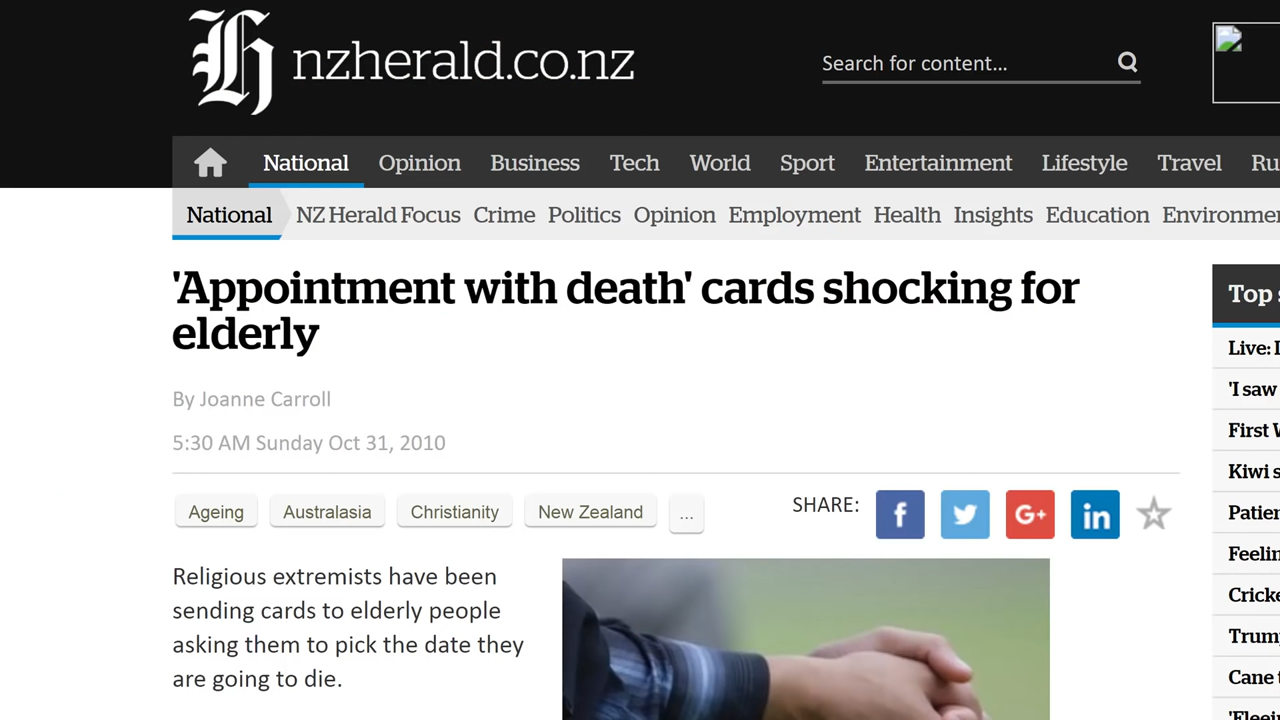 nzherald.co.nz
Search for content...
National Opinion Business Tech World Sport Entertainment Lifestyle Travel
National NZ Herald Focus Crime Politics Opinion Employment Health Insights Education
'Appointment with death' cards shocking for
elderly
Top
By Joanne Carroll
5:30 AM Sunday Oct 31, 2010
Ageing Australasia Christianity New Zealand ...
SHARE: f G+ in
Religious extremists have been
sending cards to elderly people
asking them to pick the date they
are going to die.
Live:
'I saw
First
Kiwi